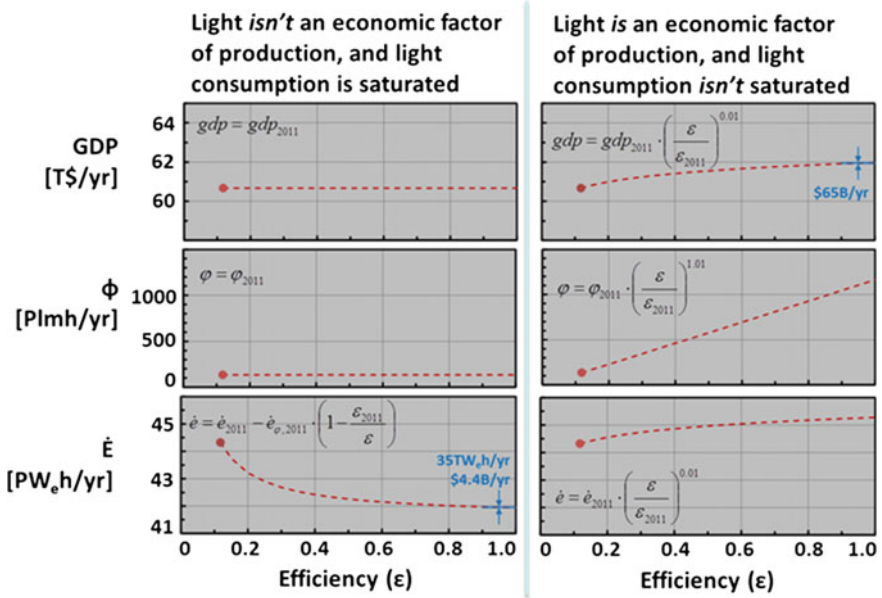 Light isn't an economic factor
of production, and light
consumption is saturated
Light is an economic factor
of production, and light
consumption isn't saturated
GDP
[T$/yr]
64
62
60
gdp = gdp2011
gdp = gdp2011 · (ε/ε2011)^0.01
$65B/yr
Φ
[Plmh/yr]
1000
500
0
φ = φ2011
φ = φ2011 · (ε/ε2011)^1.01
Ė
[PWeh/yr]
45
43
41
ė = ė2011 − ėφ,2011 · (1 − ε2011/ε)
35TWeh/yr
$4.4B/yr
ė = ė2011 · (ε/ε2011)^0.01
0 0.2 0.4 0.6 0.8 1.0
0 0.2 0.4 0.6 0.8 1.0
Efficiency (ε)
Efficiency (ε)